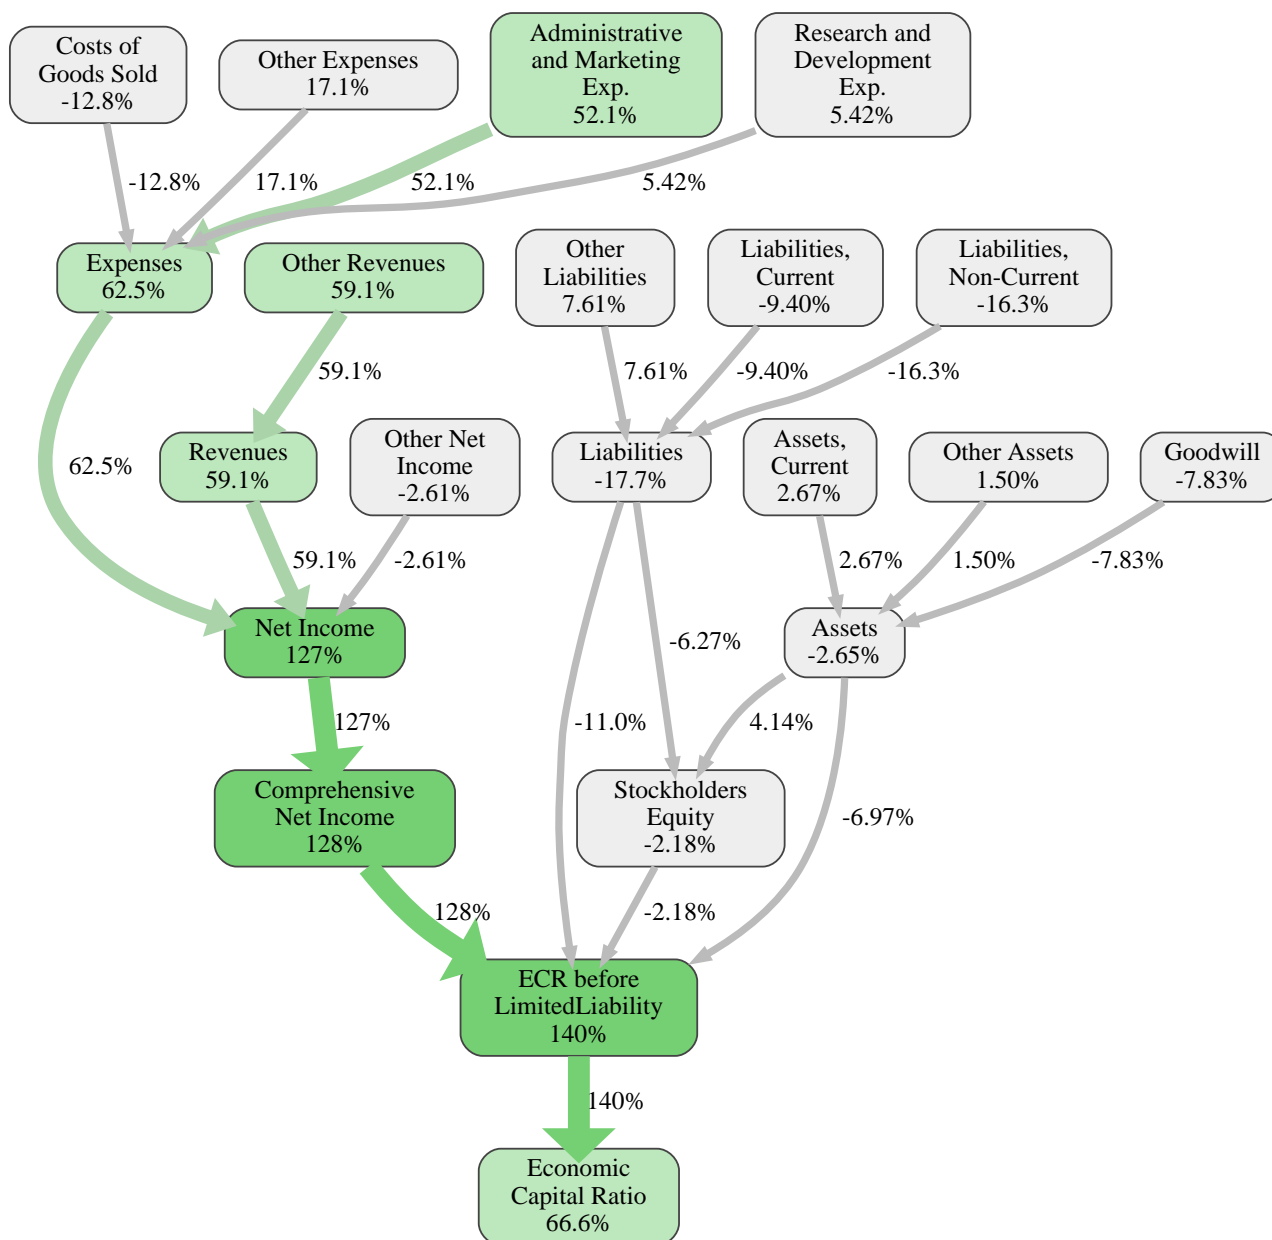 Costs of
Goods Sold
-12.8%
Other Expenses
17.1%
Administrative
and Marketing
Exp.
52.1%
Research and
Development
Exp.
5.42%
-12.8%
17.1%
52.1%
5.42%
Expenses
62.5%
Other Revenues
59.1%
Other
Liabilities
7.61%
Liabilities,
Current
-9.40%
Liabilities,
Non-Current
-16.3%
59.1%
7.61%
-9.40%
-16.3%
62.5%
Revenues
59.1%
Other Net
Income
-2.61%
Liabilities
-17.7%
Assets,
Current
2.67%
Other Assets
1.50%
Goodwill
-7.83%
59.1%
-2.61%
2.67%
1.50%
-7.83%
Net Income
127%
-6.27%
Assets
-2.65%
127%
-11.0%
4.14%
Comprehensive
Net Income
128%
Stockholders
Equity
-2.18%
-6.97%
128%
-2.18%
ECR before
LimitedLiability
140%
140%
Economic
Capital Ratio
66.6%